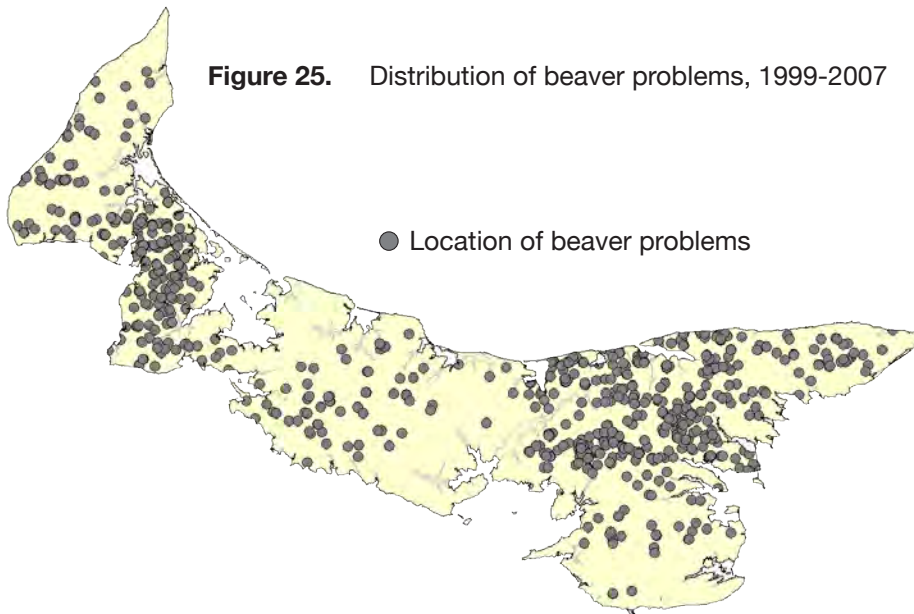 Figure 25. Distribution of beaver problems, 1999-2007
Location of beaver problems